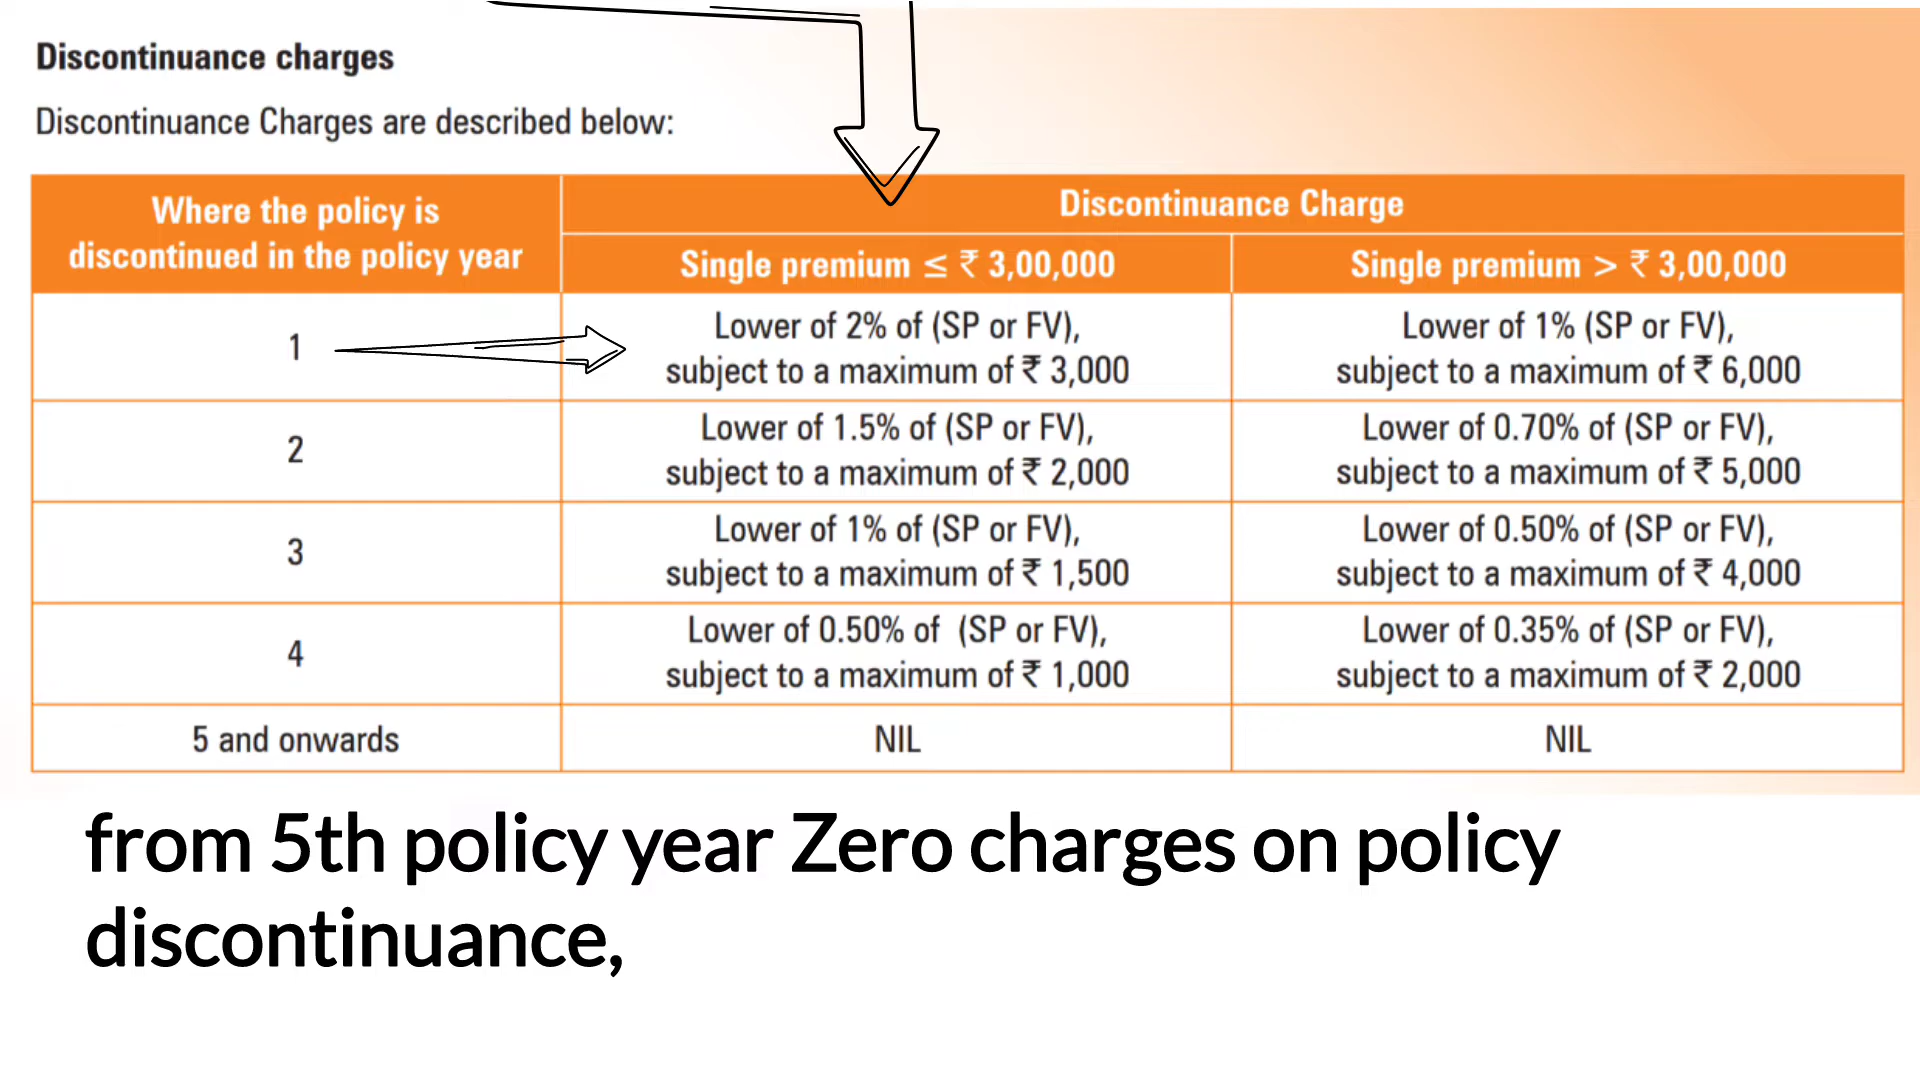 Discontinuance charges
Discontinuance Charges are described below:
Where the policy is
discontinued in the policy year
Discontinuance Charge
Single premium ≤ ₹ 3,00,000
Single premium > ₹ 3,00,000
1
Lower of 2% of (SP or FV),
subject to a maximum of ₹ 3,000
Lower of 1% (SP or FV),
subject to a maximum of ₹ 6,000
2
Lower of 1.5% of (SP or FV),
subject to a maximum of ₹ 2,000
Lower of 0.70% of (SP or FV),
subject to a maximum of ₹ 5,000
3
Lower of 1% of (SP or FV),
subject to a maximum of ₹ 1,500
Lower of 0.50% of (SP or FV),
subject to a maximum of ₹ 4,000
4
Lower of 0.50% of (SP or FV),
subject to a maximum of ₹ 1,000
Lower of 0.35% of (SP or FV),
subject to a maximum of ₹ 2,000
5 and onwards
NIL
NIL
from 5th policy year Zero charges on policy
discontinuance,